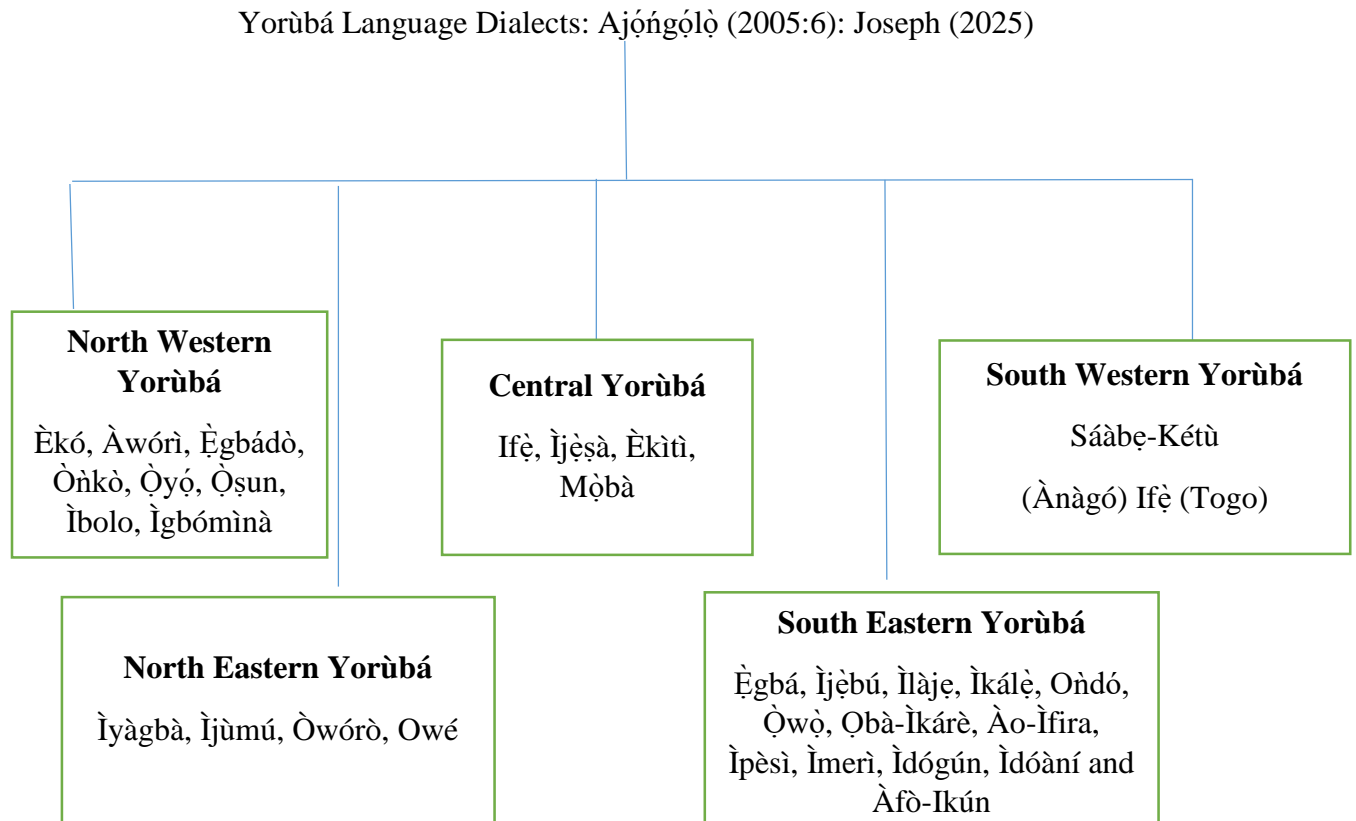 Yorùbá Language Dialects: Ajọ́ńgọ́lọ̀ (2005:6): Joseph (2025)
North Western
Yorùbá
Èkó, Àwórì, Ẹ̀gbádò,
Òǹkò, Ọ̀yọ́, Ọ̀ṣun,
Ìbolo, Ìgbómìnà
Central Yorùbá
Ifẹ̀, Ìjẹ̀ṣà, Èkìtì,
Mọ̀bà
South Western Yorùbá
Sáàbẹ-Kétù
(Ànàgó) Ifẹ̀ (Togo)
North Eastern Yorùbá
Ìyàgbà, Ìjùmú, Òwórò, Owé
South Eastern Yorùbá
Ẹ̀gbá, Ìjẹ̀bú, Ìlàjẹ, Ìkálẹ̀, Oǹdó,
Ọ̀wọ̀, Ọbà-Ìkárè, Ào-Ìfira,
Ìpèsì, Ìmerì, Ìdógún, Ìdóàní and
Àfò-Ikún